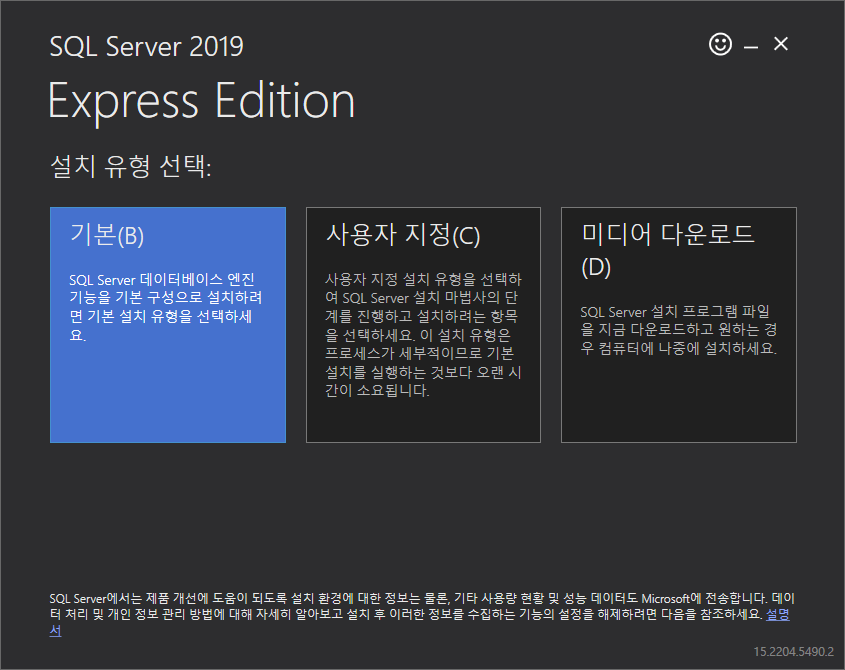 SQL Server 2019
Express Edition
설치 유형 선택:
기본(B)
SQL Server 데이터베이스 엔진
기능을 기본 구성으로 설치하려
면 기본 설치 유형을 선택하세
요.
사용자 지정(C)
사용자 지정 설치 유형을 선택하
여 SQL Server 설치 마법사의 단
계를 진행하고 설치하려는 항목
을 선택하세요. 이 설치 유형은
프로세스가 세부적이므로 기본
설치를 실행하는 것보다 오랜 시
간이 소요됩니다.
미디어 다운로드
(D)
SQL Server 설치 프로그램 파일
을 지금 다운로드하고 원하는 경
우 컴퓨터에 나중에 설치하세요.
SQL Server에서는 제품 개선에 도움이 되도록 설치 환경에 대한 정보는 물론, 기타 사용량 현황 및 성능 데이터도 Microsoft에 전송합니다. 데이
터 처리 및 개인 정보 관리 방법에 대해 자세히 알아보고 설치 후 이러한 정보를 수집하는 기능의 설정을 해제하려면 다음을 참조하세요. 설명
서
15.2204.5490.2